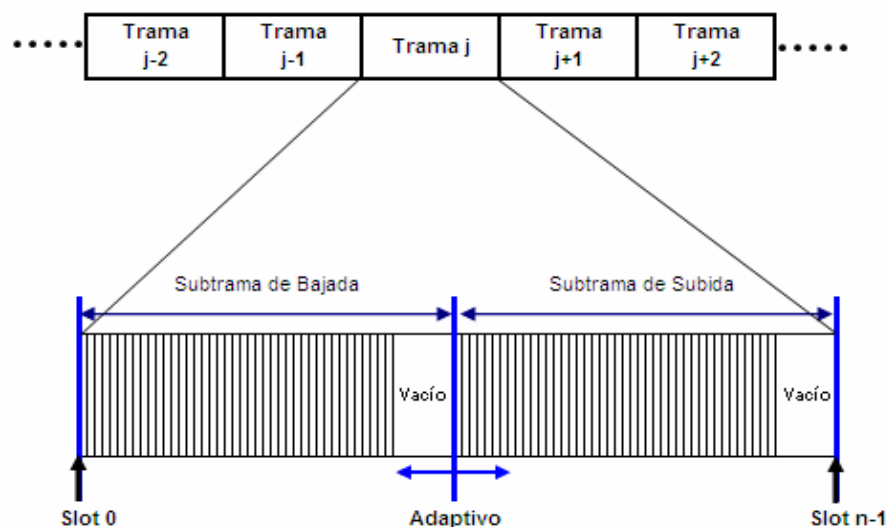 Trama
j-2
Trama
j-1
Trama j
Trama
j+1
Trama
j+2
Subtrama de Bajada
Subtrama de Subida
Vacío
Vacío
Slot 0
Adaptivo
Slot n-1